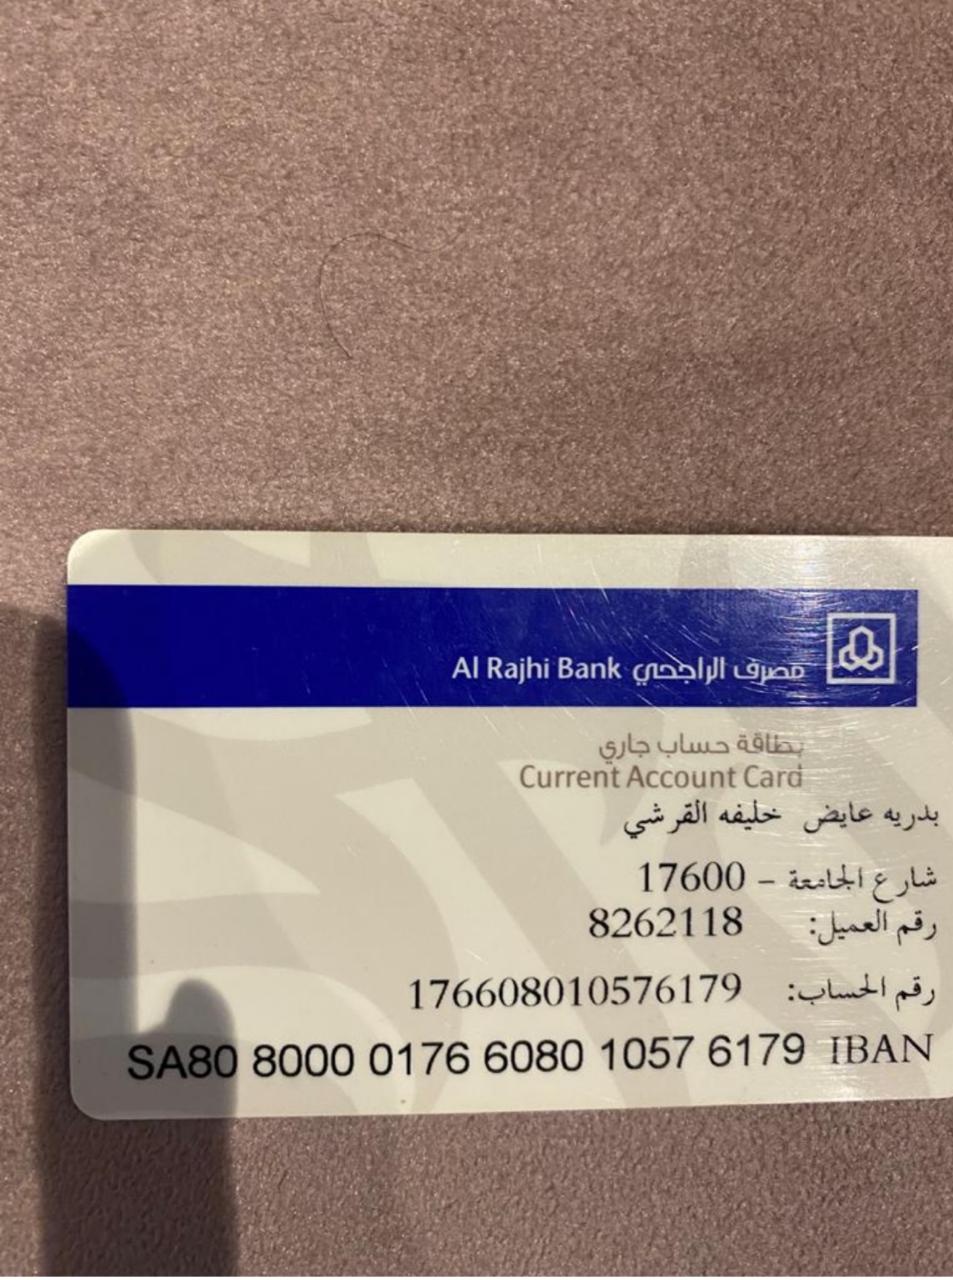 مصرف الراجحي Al Rajhi Bank
بطاقة حساب جاري
Current Account Card
بدريه عايض خليفه القرشي
شارع الجامعة - 17600
رقم العميل: 8262118
رقم الحساب: 176608010576179
SA80 8000 0176 6080 1057 6179 IBAN